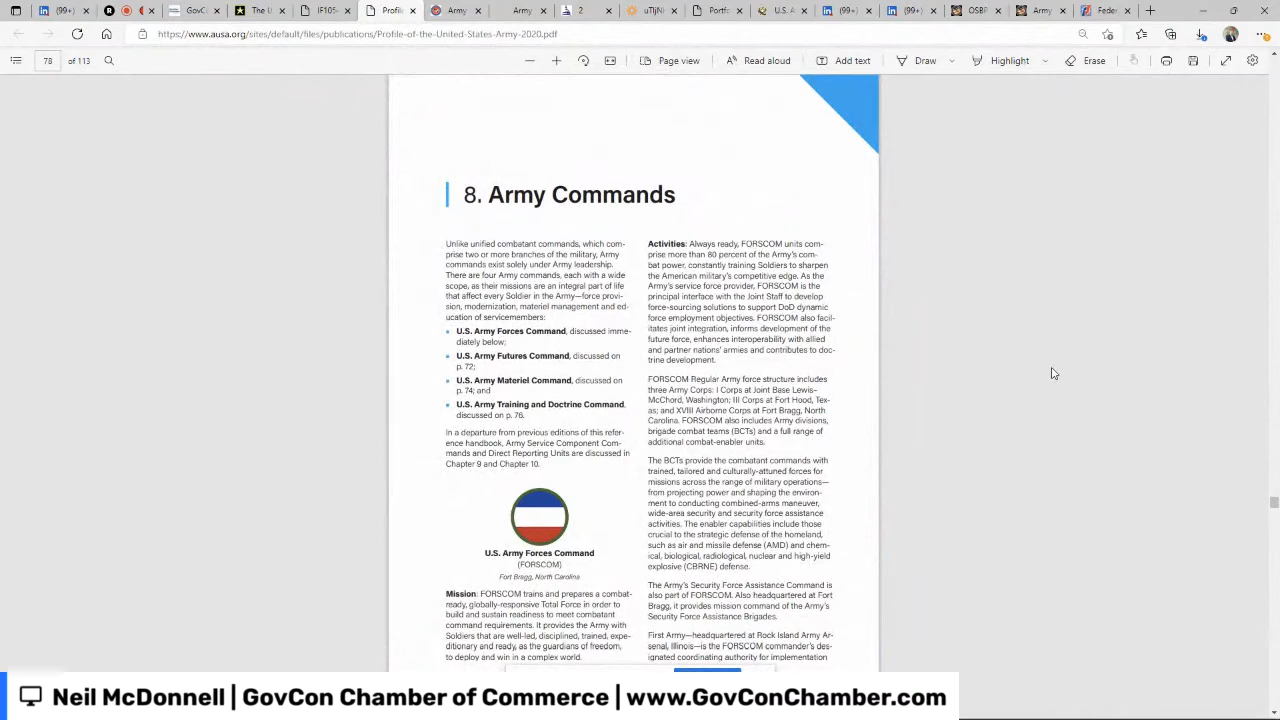 in (99+
GovCo
The U
1058(
Profile
Army
2
uTljN
Portfo
US Ar
in (99+)
in (99+)
OSBP
Army
Feder
https://www.ausa.org/sites/default/files/publications/Profile-of-the-United-States-Army-2020.pdf
78 of 113
Page view
Read aloud
Add text
Draw
Highlight
Erase
8. Army Commands
Unlike unified combatant commands, which com-
prise two or more branches of the military, Army
commands exist solely under Army leadership.
There are four Army commands, each with a wide
scope, as their missions are an integral part of life
that affect every Soldier in the Army—force provi-
sion, modernization, materiel management and ed-
ucation of servicemembers:
• U.S. Army Forces Command, discussed imme-
diately below;
• U.S. Army Futures Command, discussed on
p. 72;
• U.S. Army Materiel Command, discussed on
p. 74; and
• U.S. Army Training and Doctrine Command,
discussed on p. 76.
In a departure from previous editions of this refer-
ence handbook, Army Service Component Com-
mands and Direct Reporting Units are discussed in
Chapter 9 and Chapter 10.
U.S. Army Forces Command
(FORSCOM)
Fort Bragg, North Carolina
Mission: FORSCOM trains and prepares a combat-
ready, globally-responsive Total Force in order to
build and sustain readiness to meet combatant
command requirements. It provides the Army with
Soldiers that are well-led, disciplined, trained, expe-
ditionary and ready, as the guardians of freedom,
to deploy and win in a complex world.
Activities: Always ready, FORSCOM units com-
prise more than 80 percent of the Army's com-
bat power, constantly training Soldiers to sharpen
the American military's competitive edge. As the
Army's service force provider, FORSCOM is the
principal interface with the Joint Staff to develop
force-sourcing solutions to support DoD dynamic
force employment objectives. FORSCOM also facil-
itates joint integration, informs development of the
future force, enhances interoperability with allied
and partner nations' armies and contributes to doc-
trine development.
FORSCOM Regular Army force structure includes
three Army Corps: I Corps at Joint Base Lewis–
McChord, Washington; III Corps at Fort Hood, Tex-
as; and XVIII Airborne Corps at Fort Bragg, North
Carolina. FORSCOM also includes Army divisions,
brigade combat teams (BCTs) and a full range of
additional combat-enabler units.
The BCTs provide the combatant commands with
trained, tailored and culturally-attuned forces for
missions across the range of military operations—
from projecting power and shaping the environ-
ment to conducting combined-arms maneuver,
wide-area security and security force assistance
activities. The enabler capabilities include those
crucial to the strategic defense of the homeland,
such as air and missile defense (AMD) and chem-
ical, biological, radiological, nuclear and high-yield
explosive (CBRNE) defense.
The Army's Security Force Assistance Command is
also part of FORSCOM. Also headquartered at Fort
Bragg, it provides mission command of the Army's
Security Force Assistance Brigades.
First Army—headquartered at Rock Island Army Ar-
senal, Illinois—is the FORSCOM commander's des-
ignated coordinating authority for implementation
Neil McDonnell | GovCon Chamber of Commerce | www.GovConChamber.com